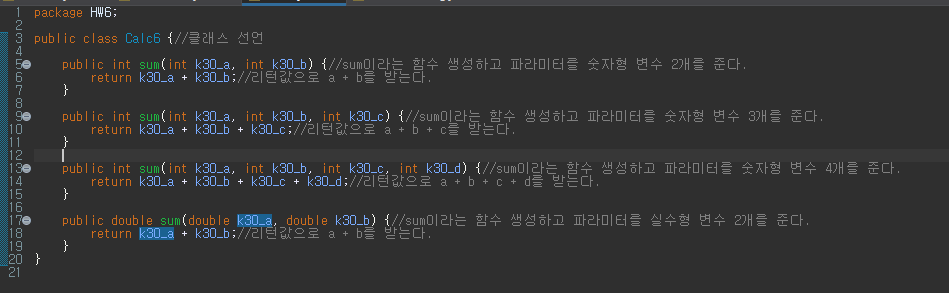 1 package HW6;
2
3 public class Calc6 {//클래스 선언
4
5 public int sum(int k30_a, int k30_b) {//sum이라는 함수 생성하고 파라미터를 숫자형 변수 2개를 준다.
6 return k30_a + k30_b;//리턴값으로 a + b를 받는다.
7 }
8
9 public int sum(int k30_a, int k30_b, int k30_c) {//sum이라는 함수 생성하고 파라미터를 숫자형 변수 3개를 준다.
10 return k30_a + k30_b + k30_c;//리턴값으로 a + b + c를 받는다.
11 }
12
13 public int sum(int k30_a, int k30_b, int k30_c, int k30_d) {//sum이라는 함수 생성하고 파라미터를 숫자형 변수 4개를 준다.
14 return k30_a + k30_b + k30_c + k30_d;//리턴값으로 a + b + c + d를 받는다.
15 }
16
17 public double sum(double k30_a, double k30_b) {//sum이라는 함수 생성하고 파라미터를 실수형 변수 2개를 준다.
18 return k30_a + k30_b;//리턴값으로 a + b를 받는다.
19 }
20 }
21